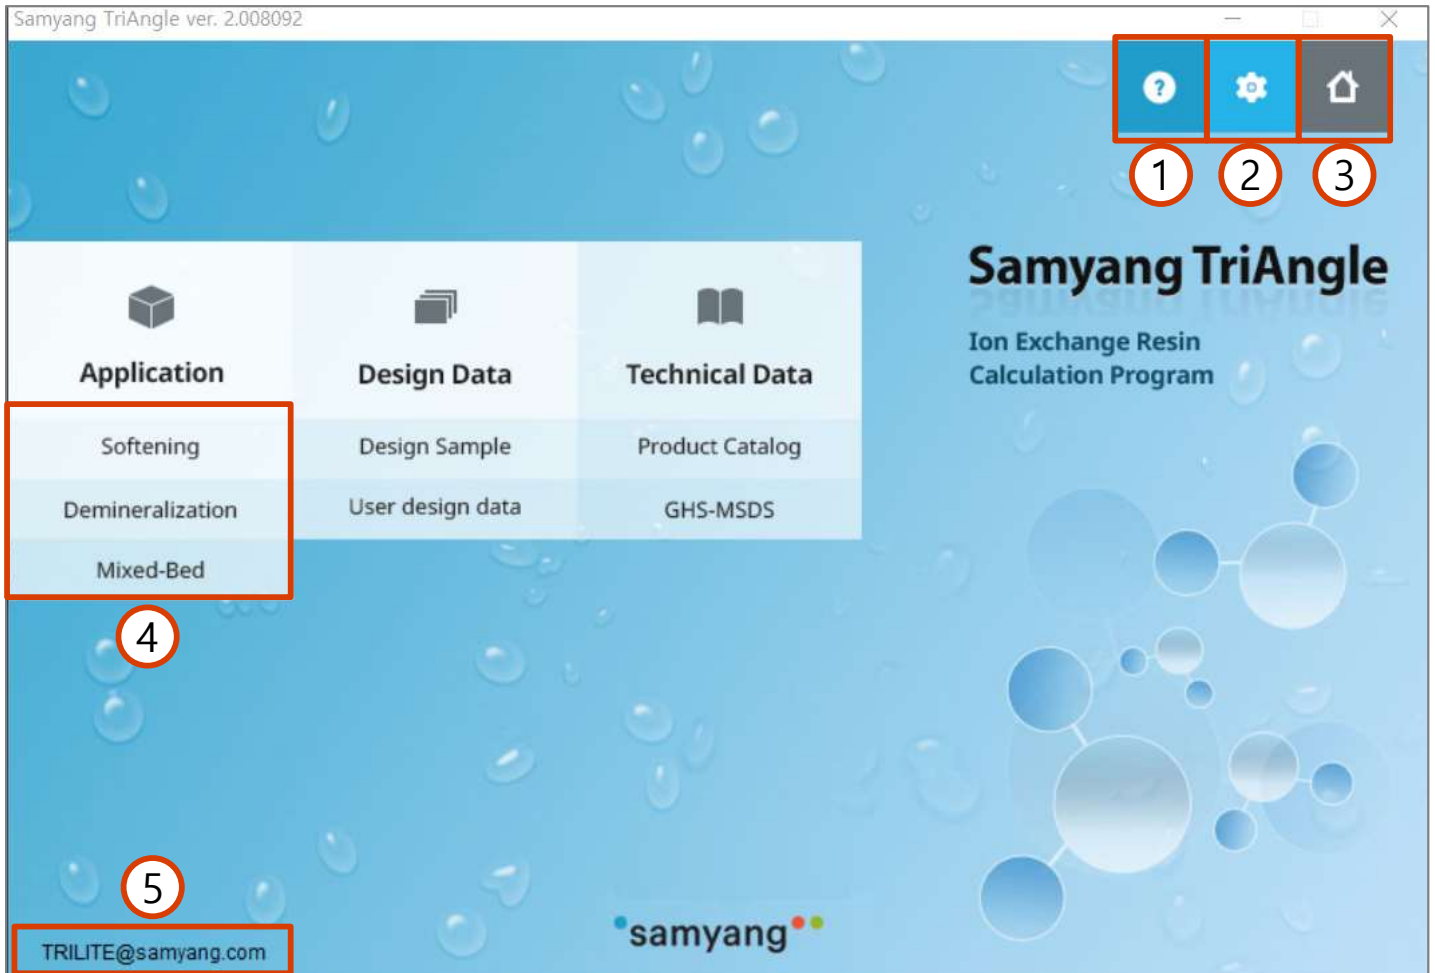 Samyang TriAngle ver. 2.008092
?
1
2
3
Samyang TriAngle
Ion Exchange Resin
Calculation Program
Application
Softening
Demineralization
Mixed-Bed
4
Design Data
Design Sample
User design data
Technical Data
Product Catalog
GHS-MSDS
5
TRILITE@samyang.com
samyang